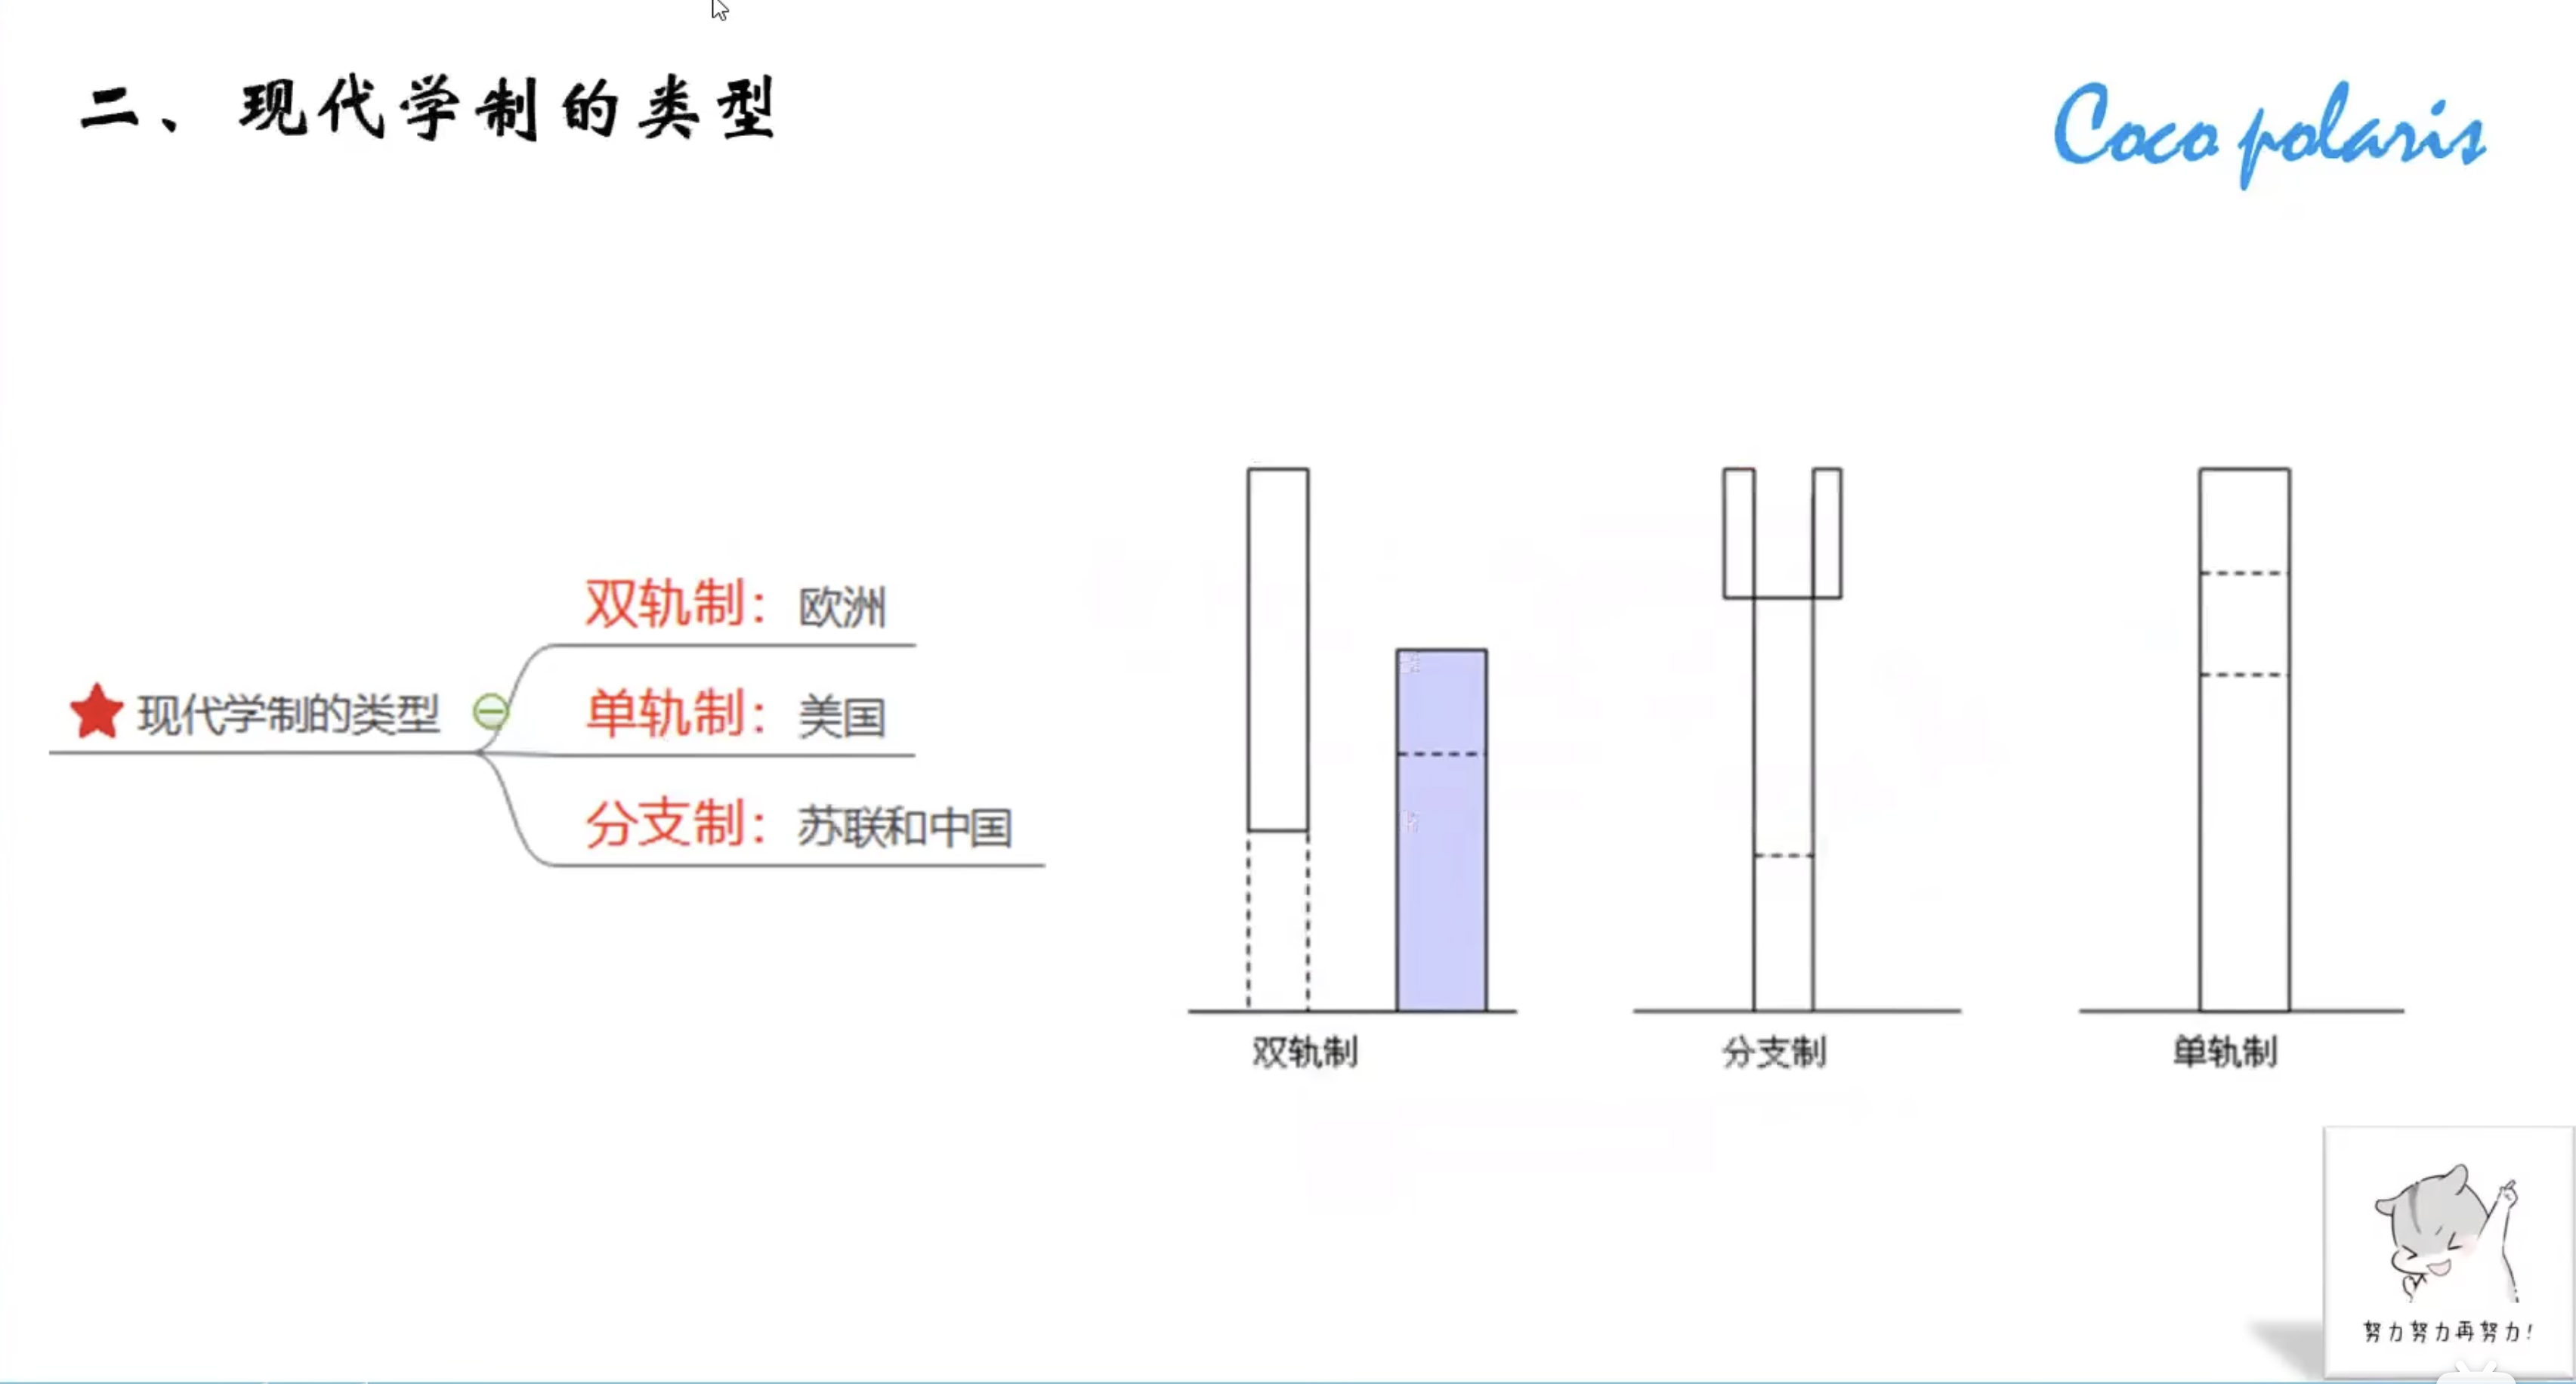 二、现代学制的类型
Coco polaris
双轨制：欧洲
现代学制的类型
单轨制：美国
分支制：苏联和中国
双轨制
分支制
单轨制
努力努力再努力！